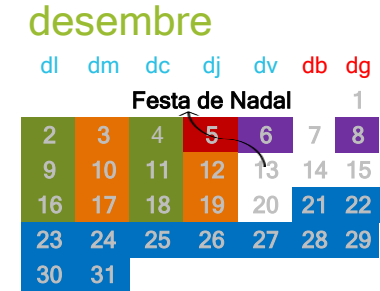 desembre
dl dm dc dj dv db dg
Festa de Nadal 1
2 3 4 5 6 7 8
9 10 11 12 13 14 15
16 17 18 19 20 21 22
23 24 25 26 27 28 29
30 31